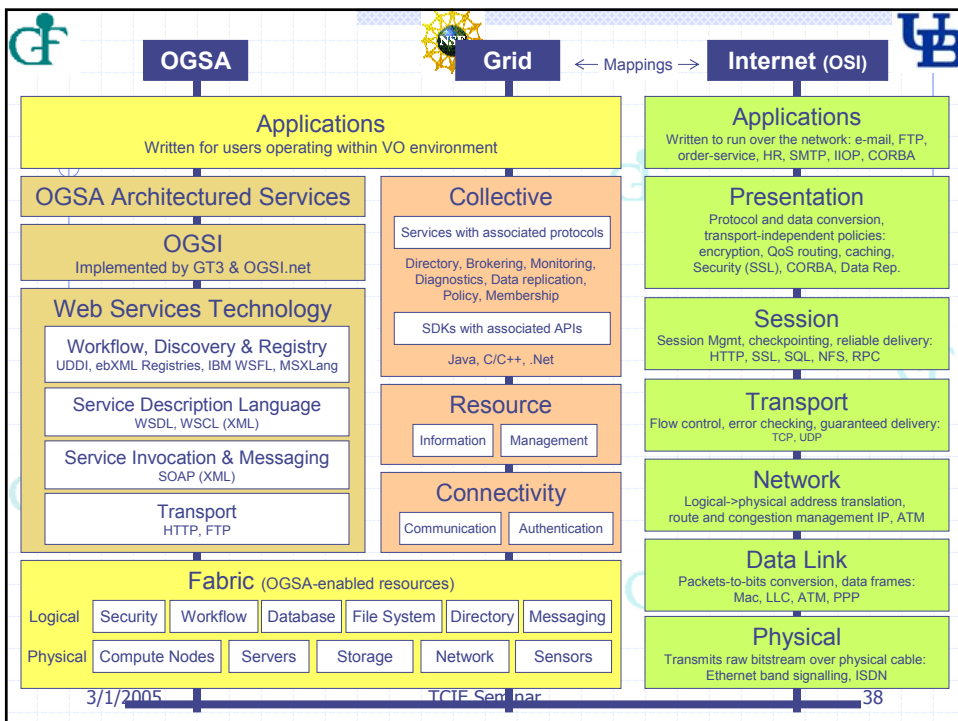 GF
NSF
UB
OGSA
Grid
← Mappings →
Internet (OSI)
Applications
Written for users operating within VO environment
OGSA Architectured Services
OGSI
Implemented by GT3 & OGSI.net
Web Services Technology
Workflow, Discovery & Registry
UDDI, ebXML Registries, IBM WSFL, MSXLang
Service Description Language
WSDL, WSCL (XML)
Service Invocation & Messaging
SOAP (XML)
Transport
HTTP, FTP
Collective
Services with associated protocols
Directory, Brokering, Monitoring,
Diagnostics, Data replication,
Policy, Membership
SDKs with associated APIs
Java, C/C++, .Net
Resource
Information
Management
Connectivity
Communication
Authentication
Fabric (OGSA-enabled resources)
Logical
Security
Workflow
Database
File System
Directory
Messaging
Physical
Compute Nodes
Servers
Storage
Network
Sensors
Applications
Written to run over the network: e-mail, FTP,
order-service, HR, SMTP, IIOP, CORBA
Presentation
Protocol and data conversion,
transport-independent policies:
encryption, QoS routing, caching,
Security (SSL), CORBA, Data Rep.
Session
Session Mgmt, checkpointing, reliable delivery:
HTTP, SSL, SQL, NFS, RPC
Transport
Flow control, error checking, guaranteed delivery:
TCP, UDP
Network
Logical->physical address translation,
route and congestion management IP, ATM
Data Link
Packets-to-bits conversion, data frames:
Mac, LLC, ATM, PPP
Physical
Transmits raw bitstream over physical cable:
Ethernet band signalling, ISDN
3/1/2005
TCIE Seminar
38